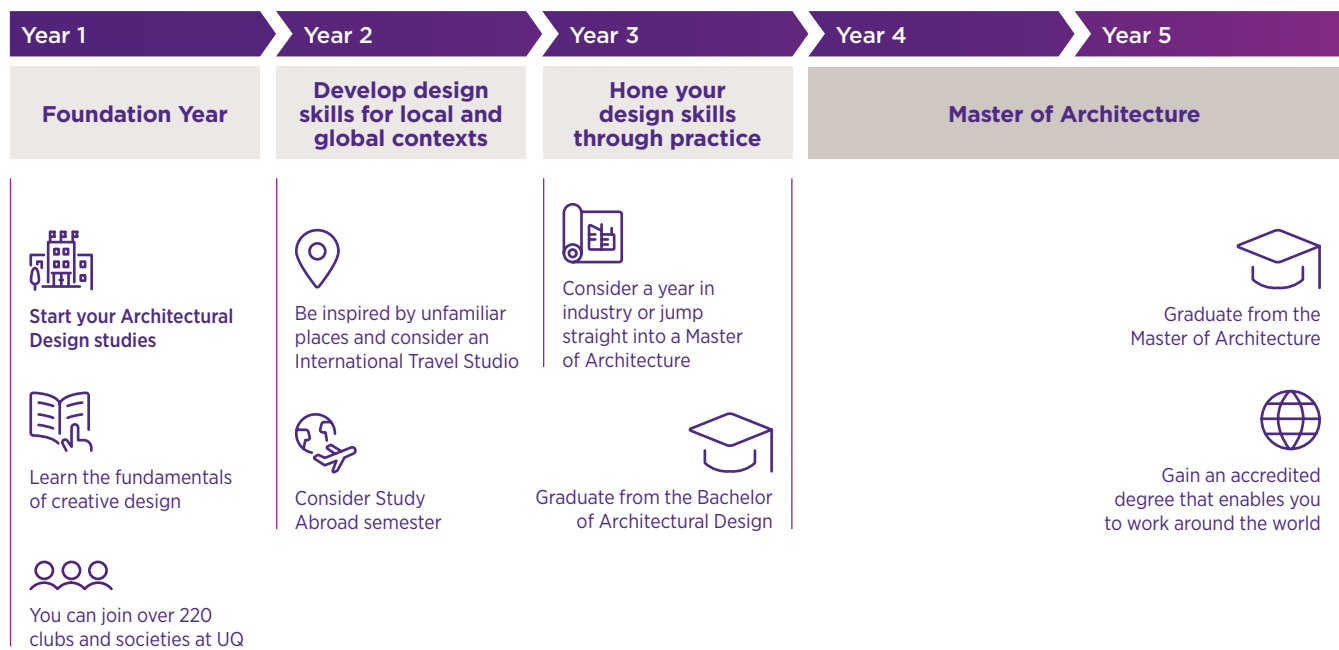 Year 1
Year 2
Year 3
Year 4
Year 5
Foundation Year
Develop design
skills for local and
global contexts
Hone your
design skills
through practice
Master of Architecture
Start your Architectural
Design studies
Learn the fundamentals
of creative design
You can join over 220
clubs and societies at UQ
Be inspired by unfamiliar
places and consider an
International Travel Studio
Consider Study
Abroad semester
Consider a year in
industry or jump
straight into a Master
of Architecture
Graduate from the Bachelor
of Architectural Design
Graduate from the
Master of Architecture
Gain an accredited
degree that enables you
to work around the world